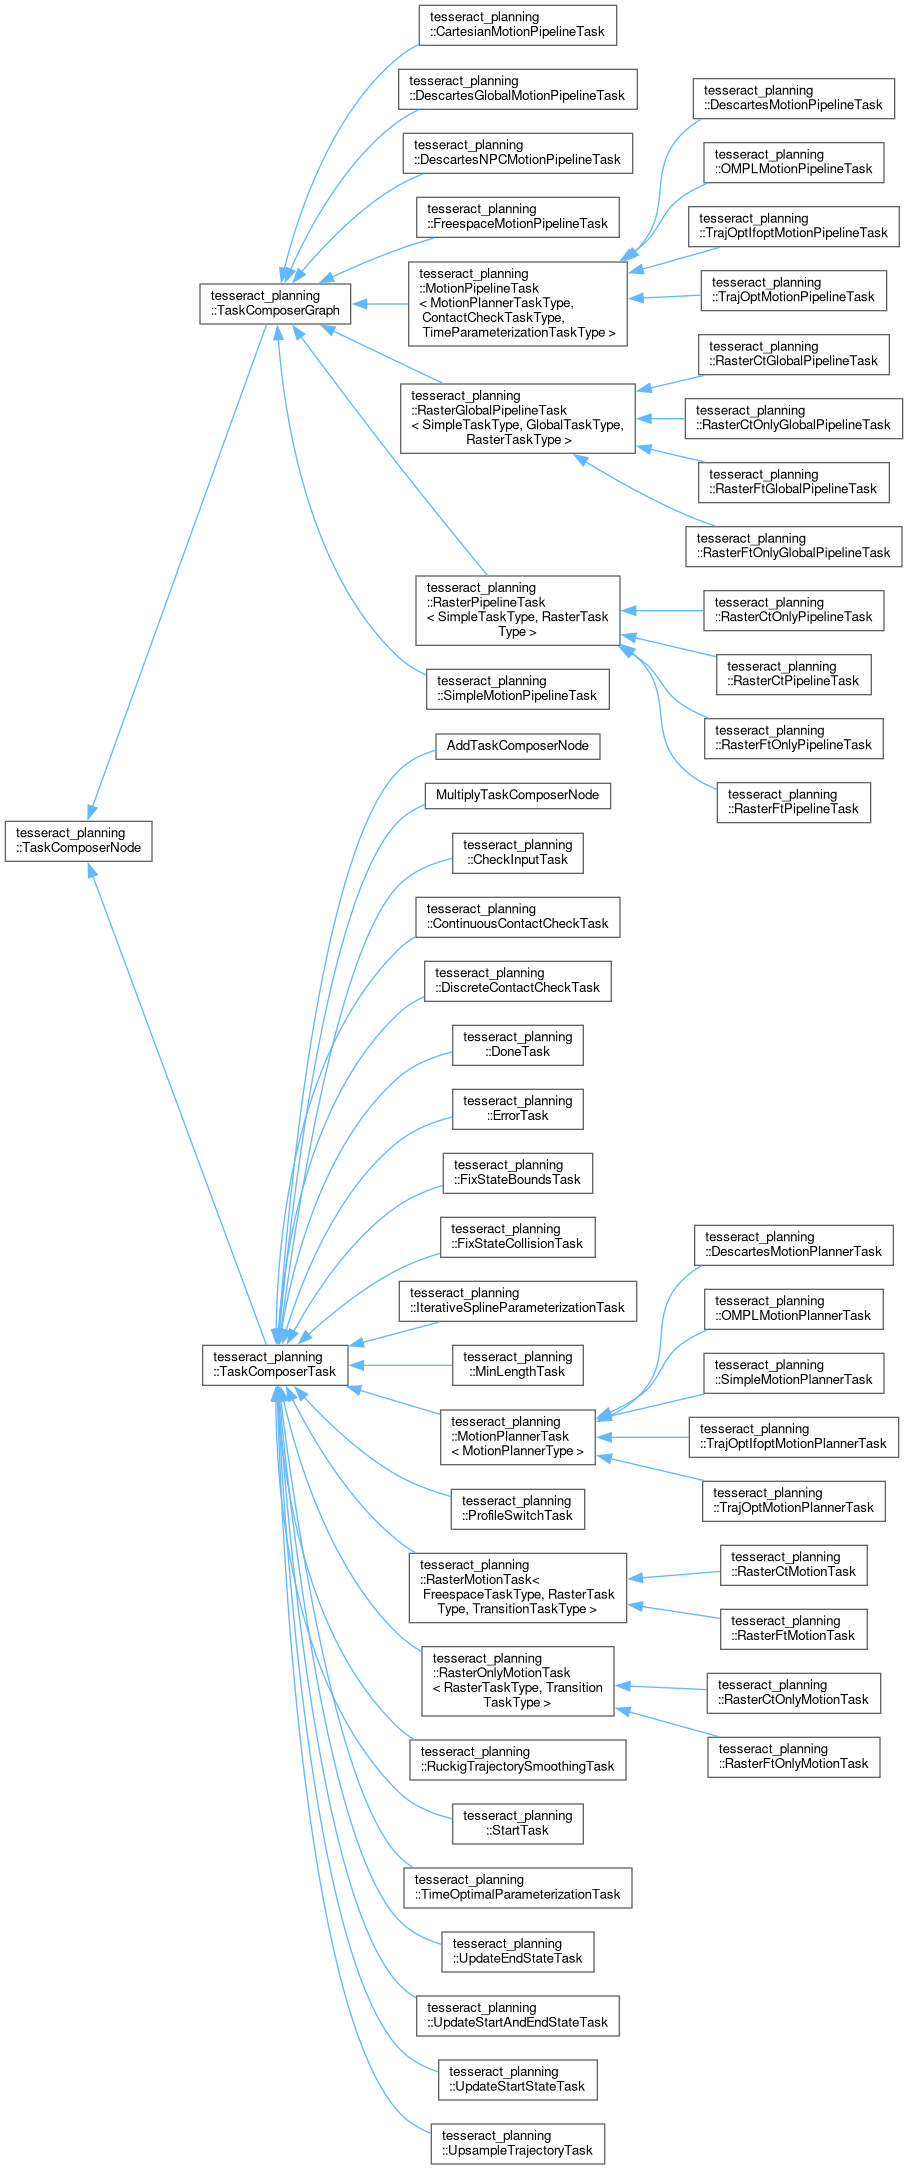 tesseract_planning
::TaskComposerNode
tesseract_planning
::TaskComposerGraph
tesseract_planning
::CartesianMotionPipelineTask
tesseract_planning
::DescartesGlobalMotionPipelineTask
tesseract_planning
::DescartesNPCMotionPipelineTask
tesseract_planning
::FreespaceMotionPipelineTask
tesseract_planning
::MotionPipelineTask
< MotionPlannerTaskType,
ContactCheckTaskType,
TimeParameterizationTaskType >
tesseract_planning
::DescartesMotionPipelineTask
tesseract_planning
::OMPLMotionPipelineTask
tesseract_planning
::TrajOptIfoptMotionPipelineTask
tesseract_planning
::TrajOptMotionPipelineTask
tesseract_planning
::RasterGlobalPipelineTask
< SimpleTaskType, GlobalTaskType,
RasterTaskType >
tesseract_planning
::RasterCtGlobalPipelineTask
tesseract_planning
::RasterCtOnlyGlobalPipelineTask
tesseract_planning
::RasterFtGlobalPipelineTask
tesseract_planning
::RasterFtOnlyGlobalPipelineTask
tesseract_planning
::RasterPipelineTask
< SimpleTaskType, RasterTask
Type >
tesseract_planning
::RasterCtOnlyPipelineTask
tesseract_planning
::RasterCtPipelineTask
tesseract_planning
::RasterFtOnlyPipelineTask
tesseract_planning
::RasterFtPipelineTask
tesseract_planning
::SimpleMotionPipelineTask
tesseract_planning
::TaskComposerTask
AddTaskComposerNode
MultiplyTaskComposerNode
tesseract_planning
::CheckInputTask
tesseract_planning
::ContinuousContactCheckTask
tesseract_planning
::DiscreteContactCheckTask
tesseract_planning
::DoneTask
tesseract_planning
::ErrorTask
tesseract_planning
::FixStateBoundsTask
tesseract_planning
::FixStateCollisionTask
tesseract_planning
::IterativeSplineParameterizationTask
tesseract_planning
::MinLengthTask
tesseract_planning
::MotionPlannerTask
< MotionPlannerType >
tesseract_planning
::DescartesMotionPlannerTask
tesseract_planning
::OMPLMotionPlannerTask
tesseract_planning
::SimpleMotionPlannerTask
tesseract_planning
::TrajOptIfoptMotionPlannerTask
tesseract_planning
::TrajOptMotionPlannerTask
tesseract_planning
::ProfileSwitchTask
tesseract_planning
::RasterMotionTask<
FreespaceTaskType, RasterTask
Type, TransitionTaskType >
tesseract_planning
::RasterCtMotionTask
tesseract_planning
::RasterFtMotionTask
tesseract_planning
::RasterOnlyMotionTask
< RasterTaskType, Transition
TaskType >
tesseract_planning
::RasterCtOnlyMotionTask
tesseract_planning
::RasterFtOnlyMotionTask
tesseract_planning
::RuckigTrajectorySmoothingTask
tesseract_planning
::StartTask
tesseract_planning
::TimeOptimalParameterizationTask
tesseract_planning
::UpdateEndStateTask
tesseract_planning
::UpdateStartAndEndStateTask
tesseract_planning
::UpdateStartStateTask
tesseract_planning
::UpsampleTrajectoryTask